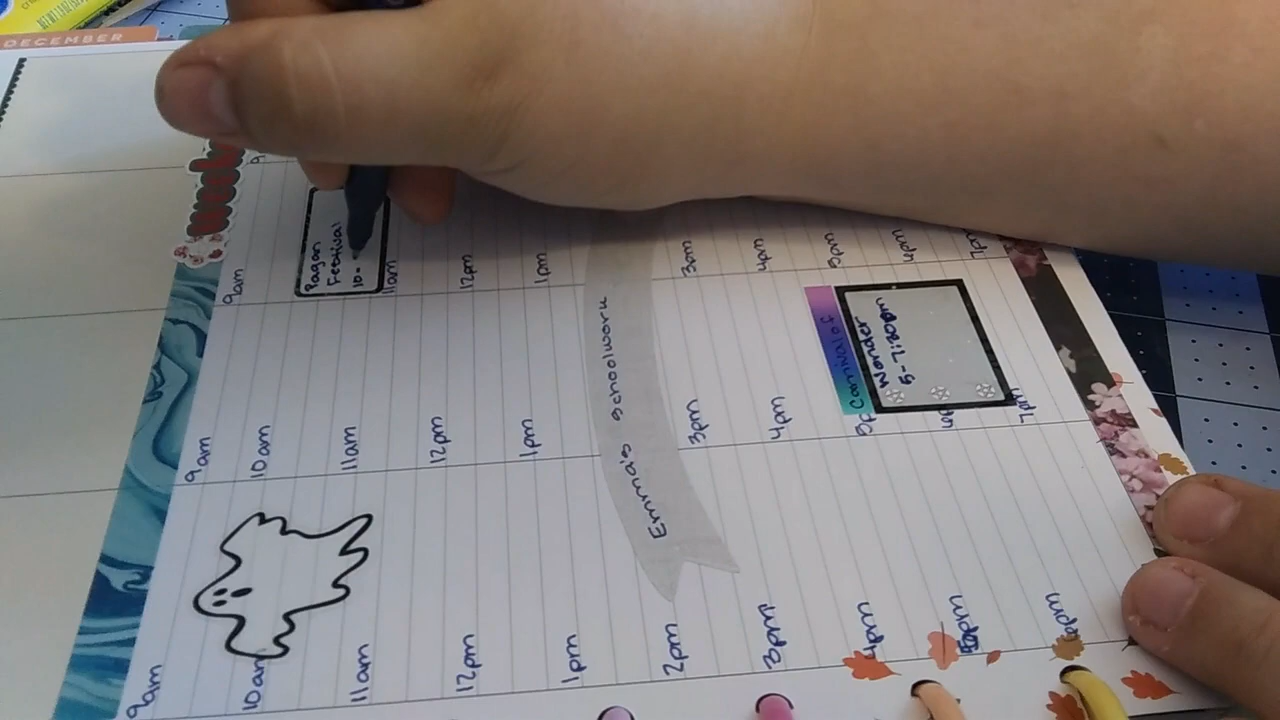 DECEMBER
9am
Pagan
Festival
10-
11am
12pm
1pm
3pm
4pm
5pm
6pm
7pm
9am
10am
11am
12pm
1pm
Emma's schoolwork
3pm
4pm
Carnival of
Wonder
5-7:30pm
7pm
9am
10am
11am
12pm
1pm
2pm
3pm
4pm
5pm